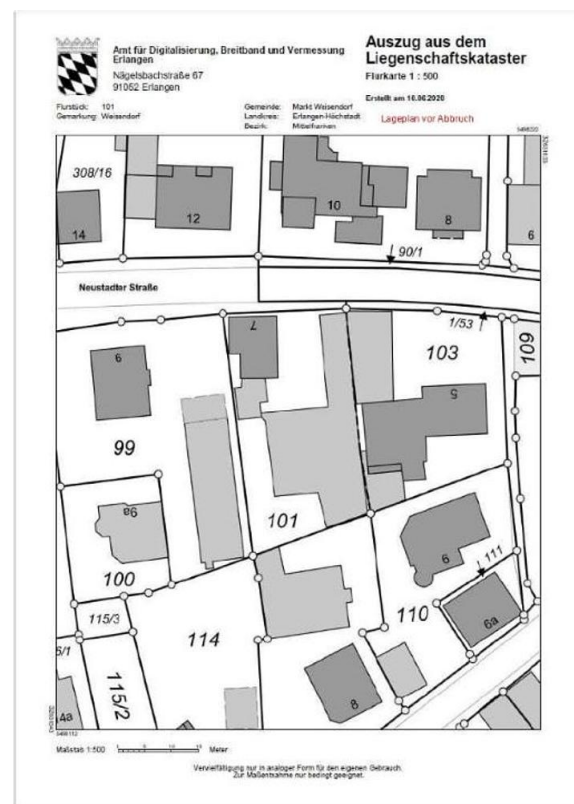 Amt für Digitalisierung, Breitband und Vermessung
Erlangen
Nägelsbachstraße 67
91052 Erlangen
Auszug aus dem
Liegenschaftskataster
Flurkarte 1 : 500
Erstellt am 10.06.2020
Flurstück: 101
Gemarkung: Weisendorf
Gemeinde: Markt Weisendorf
Landkreis: Erlangen-Höchstadt
Bezirk: Mittelfranken
Lageplan vor Abbruch
308/16
14
12
10
8
6
90/1
Neustadter Straße
7
1/53
103
109
9
5
99
101
9a
100
6
111
110
6a
115/3
114
115/2
8
4a
Maßstab 1:500
Meter
Vervielfältigung nur in analoger Form für den eigenen Gebrauch.
Zur Maßentnahme nur bedingt geeignet.